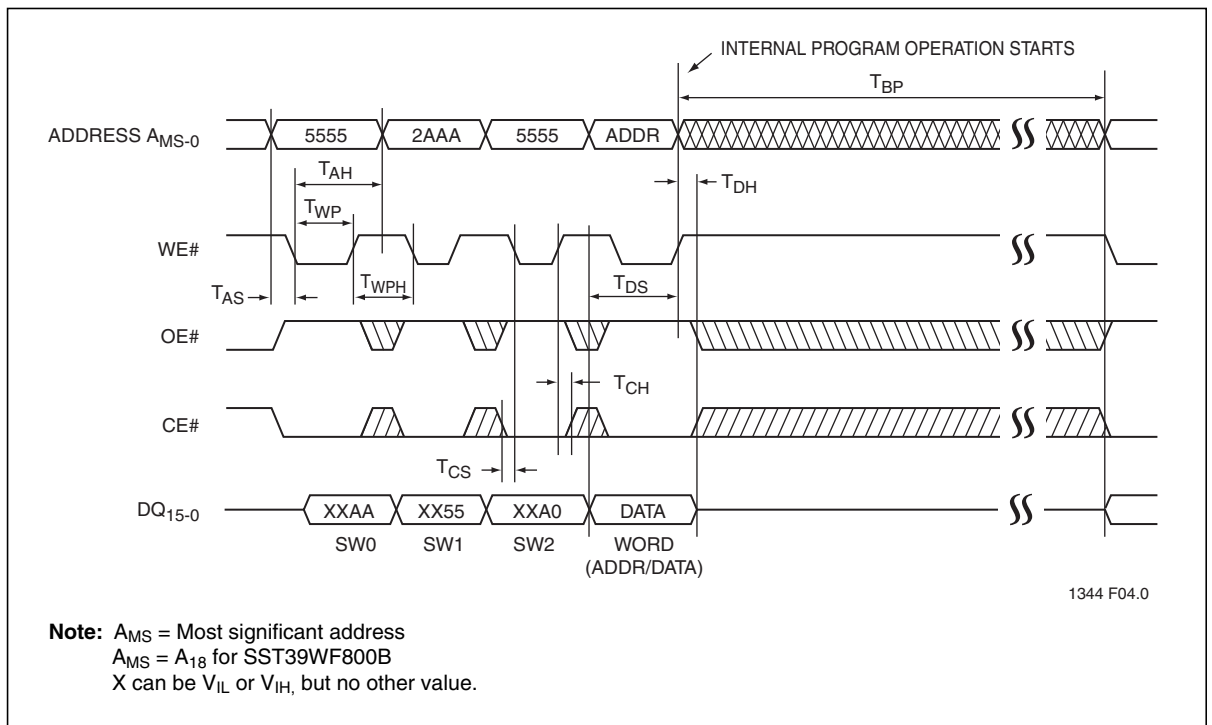 INTERNAL PROGRAM OPERATION STARTS
TBP
ADDRESS AMS-0
5555
2AAA
5555
ADDR
TAH
TDH
TWP
WE#
TAS
TWPH
TDS
OE#
TCH
CE#
TCS
DQ15-0
XXAA
XX55
XXA0
DATA
SW0
SW1
SW2
WORD
(ADDR/DATA)
1344 F04.0
Note: AMS = Most significant address
AMS = A18 for SST39WF800B
X can be VIL or VIH, but no other value.